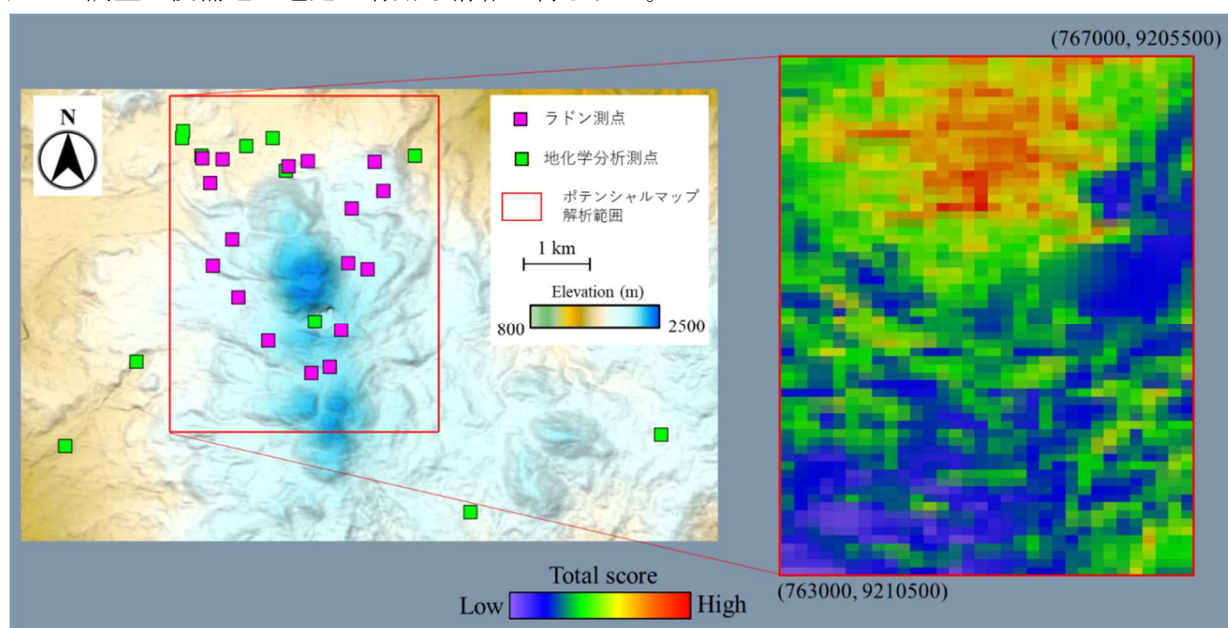 (767000, 9205500)
N
ラドン測点
地化学分析測点
ポテンシャルマップ
解析範囲
1 km
Elevation (m)
800
2500
Total score
Low
High
(763000, 9210500)